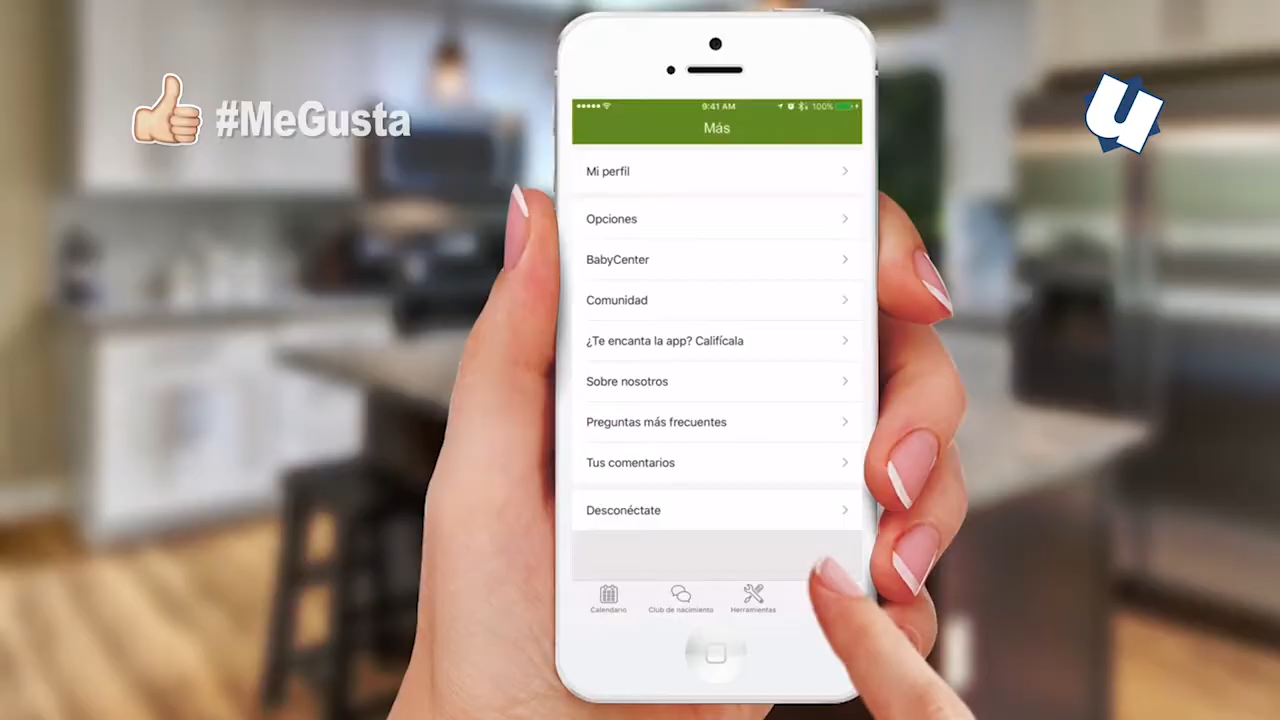 #MeGusta
U
9:41 AM
100%
Más
Mi perfil
Opciones
BabyCenter
Comunidad
¿Te encanta la app? Califícala
Sobre nosotros
Preguntas más frecuentes
Tus comentarios
Desconéctate
Calendario
Club de nacimiento
Herramientas